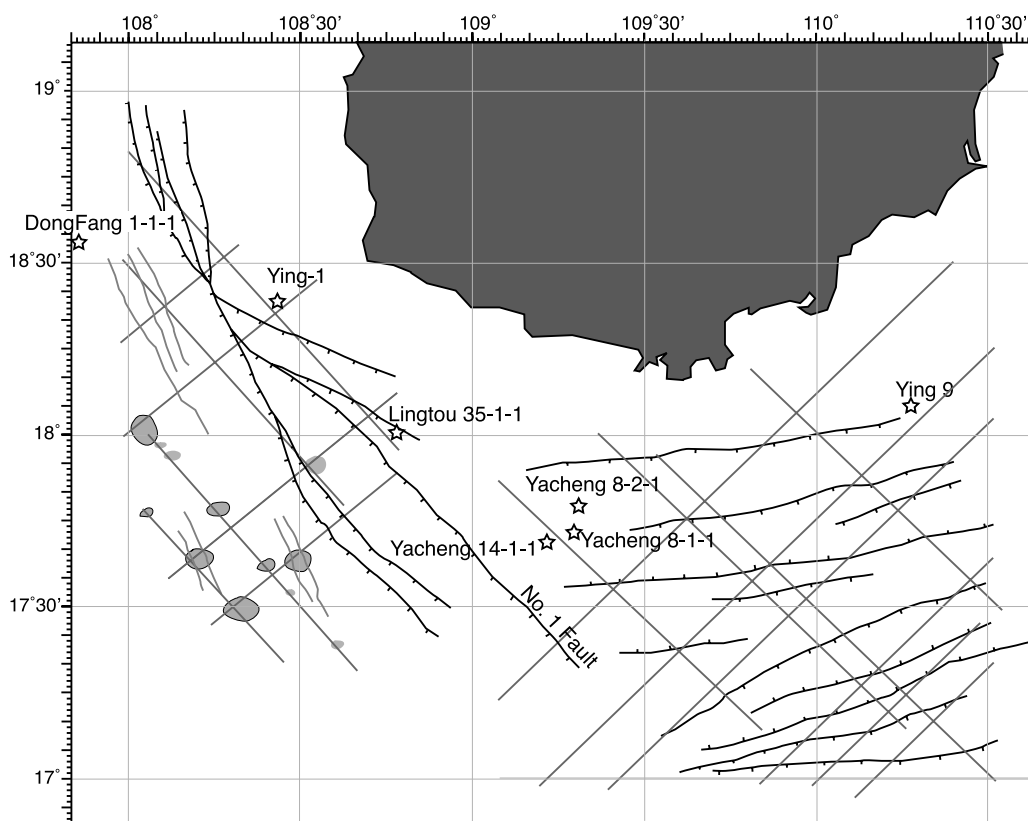 108°
108°30'
109°
109°30'
110°
110°30'
19°
DongFang 1-1-1
18°30'
Ying-1
Ying 9
Lingtou 35-1-1
18°
Yacheng 8-2-1
Yacheng 14-1-1
Yacheng 8-1-1
17°30'
No. 1 Fault
17°